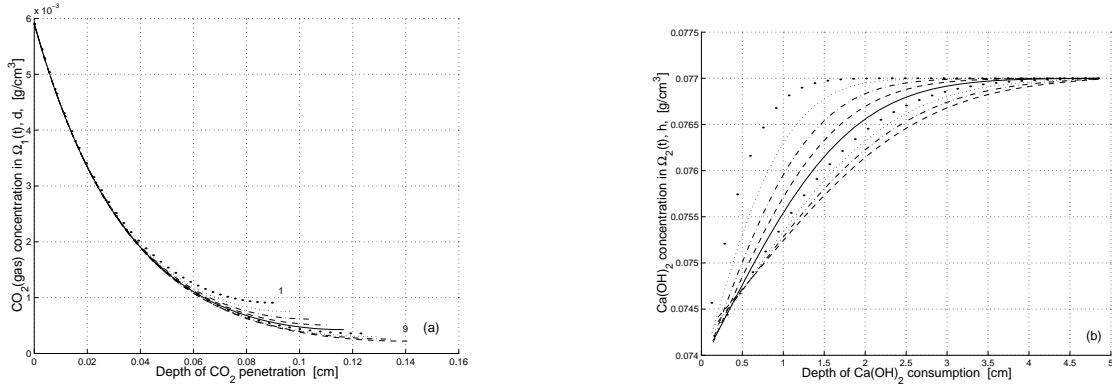 x 10⁻³
6
5
4
3
2
1
0
CO₂(gas) concentration in Ω₁(t), d, [g/cm³]
1
9
(a)
0 0.02 0.04 0.06 0.08 0.1 0.12 0.14 0.16
Depth of CO₂ penetration [cm]
0.0775
0.077
0.0765
0.076
0.0755
0.075
0.0745
0.074
Ca(OH)₂ concentration in Ω₂(t), h, [g/cm³]
(b)
0 0.5 1 1.5 2 2.5 3 3.5 4 4.5 5
Depth of Ca(OH)₂ consumption [cm]